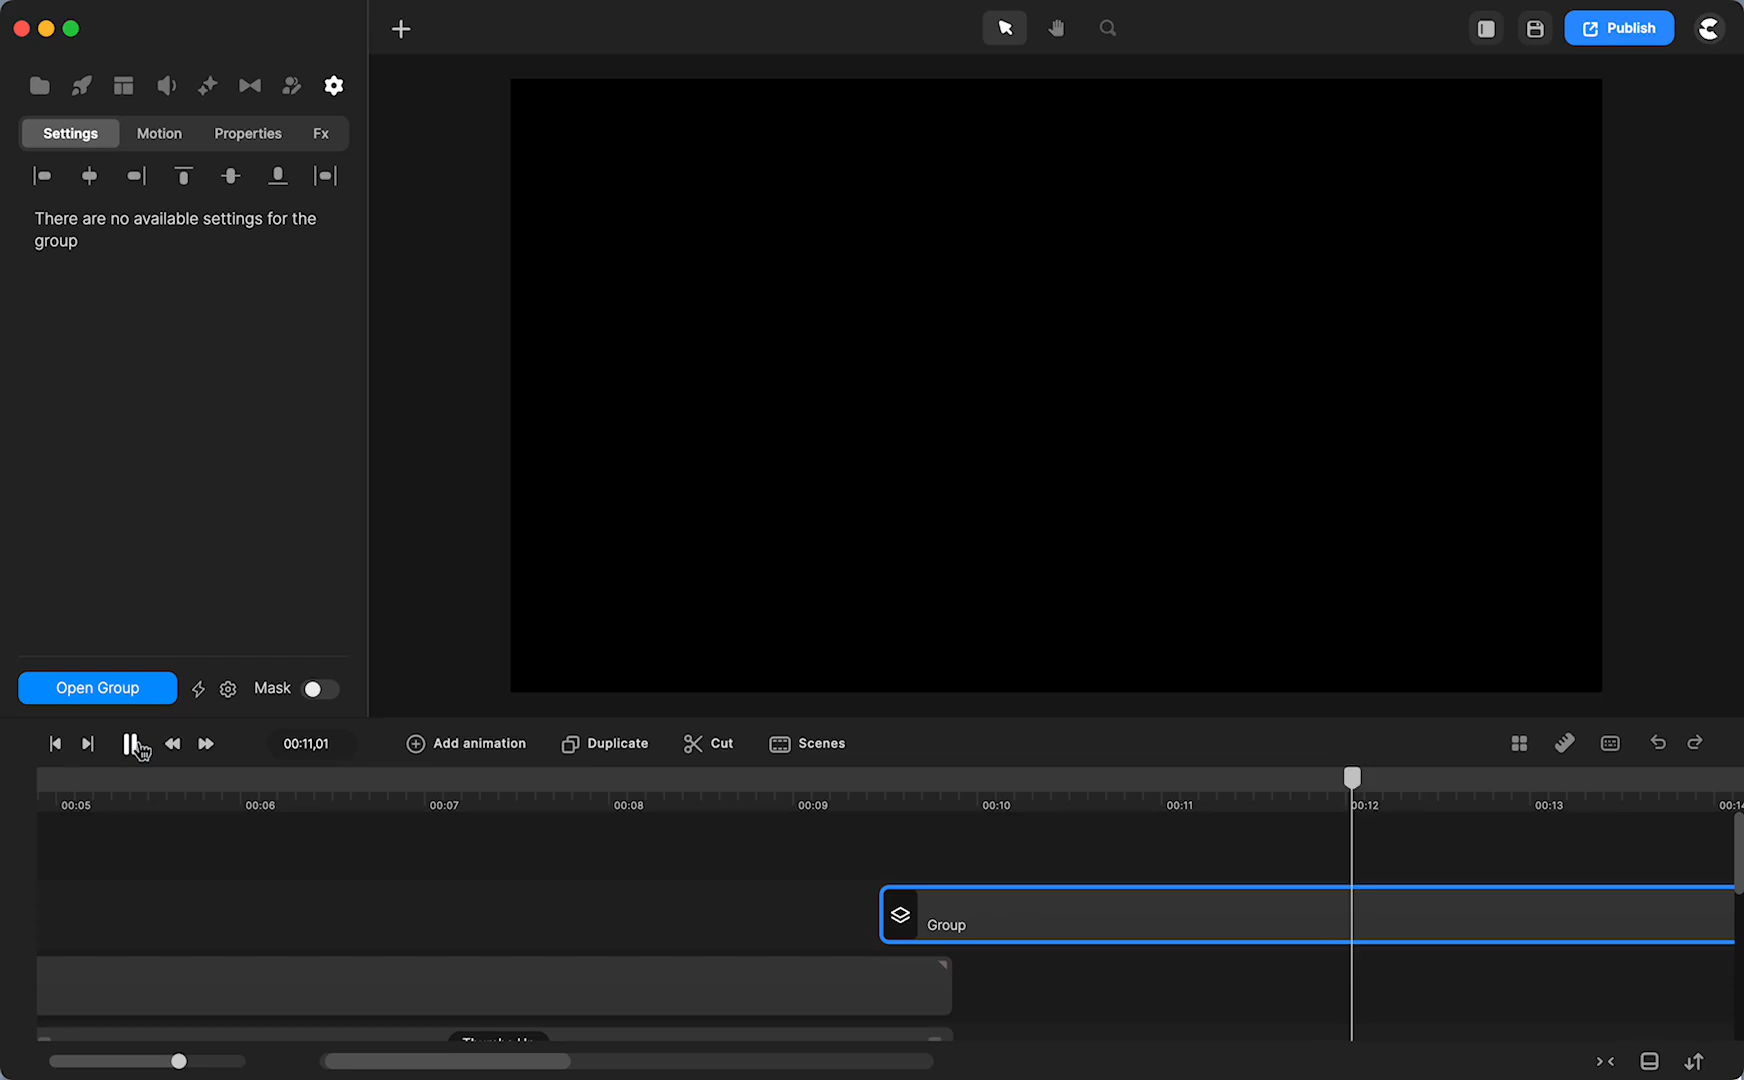 Publish
Settings Motion Properties Fx
There are no available settings for the
group
Open Group Mask
00:11,01 Add animation Duplicate Cut Scenes
00:05 00:06 00:07 00:08 00:09 00:10 00:11 00:12 00:13
Group